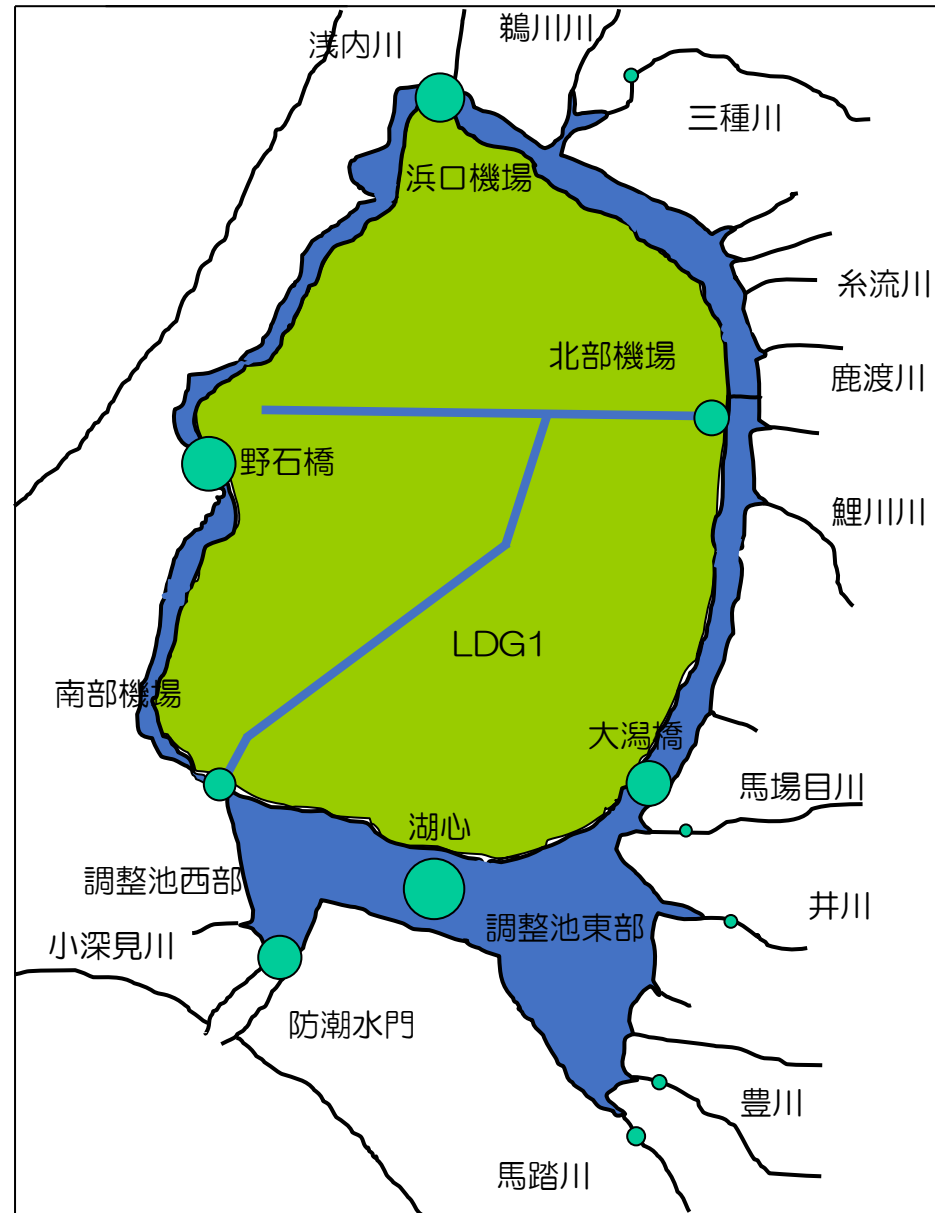 鵜川川
浅内川
三種川
浜口機場
糸流川
北部機場
鹿渡川
野石橋
鯉川川
LDG1
南部機場
大潟橋
馬場目川
湖心
調整池西部
井川
調整池東部
小深見川
防潮水門
豊川
馬踏川